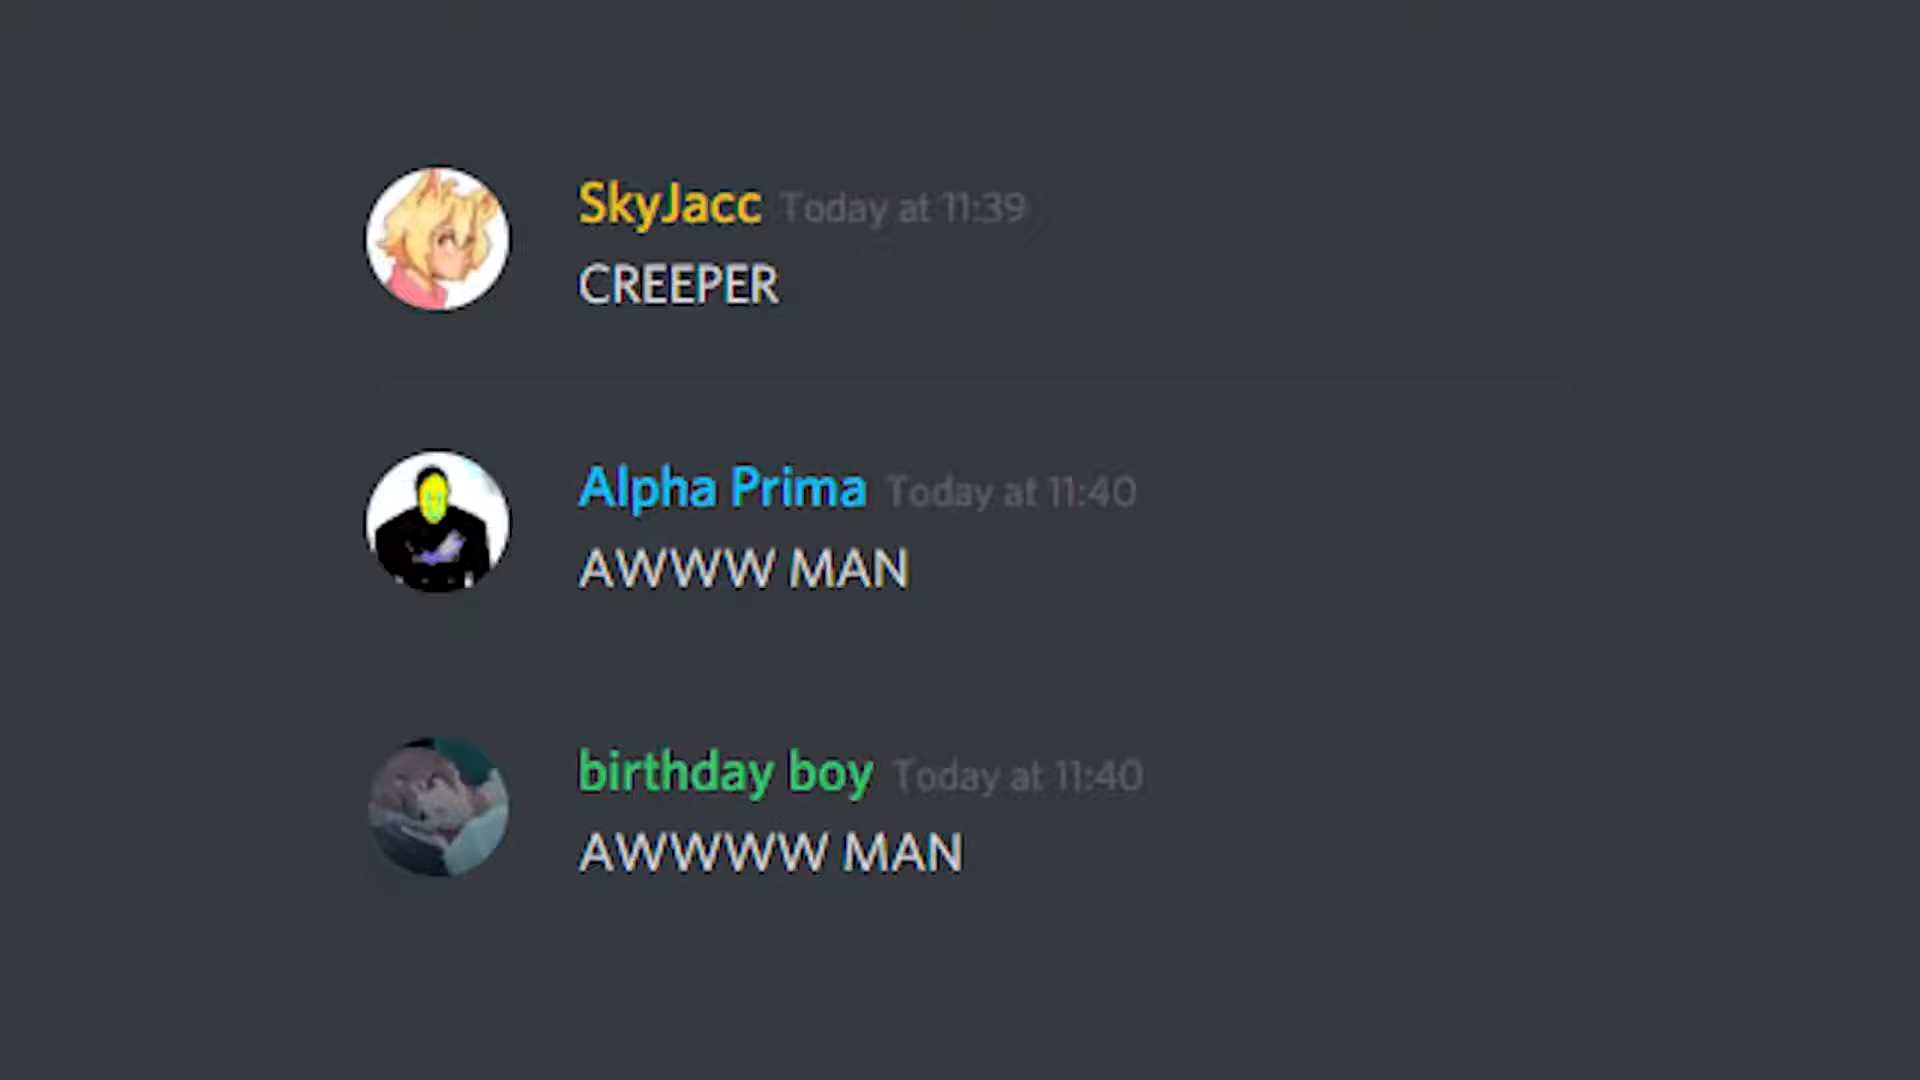 SkyJacc Today at 11:39
CREEPER
Alpha Prima Today at 11:40
AWWW MAN
birthday boy Today at 11:40
AWWWW MAN